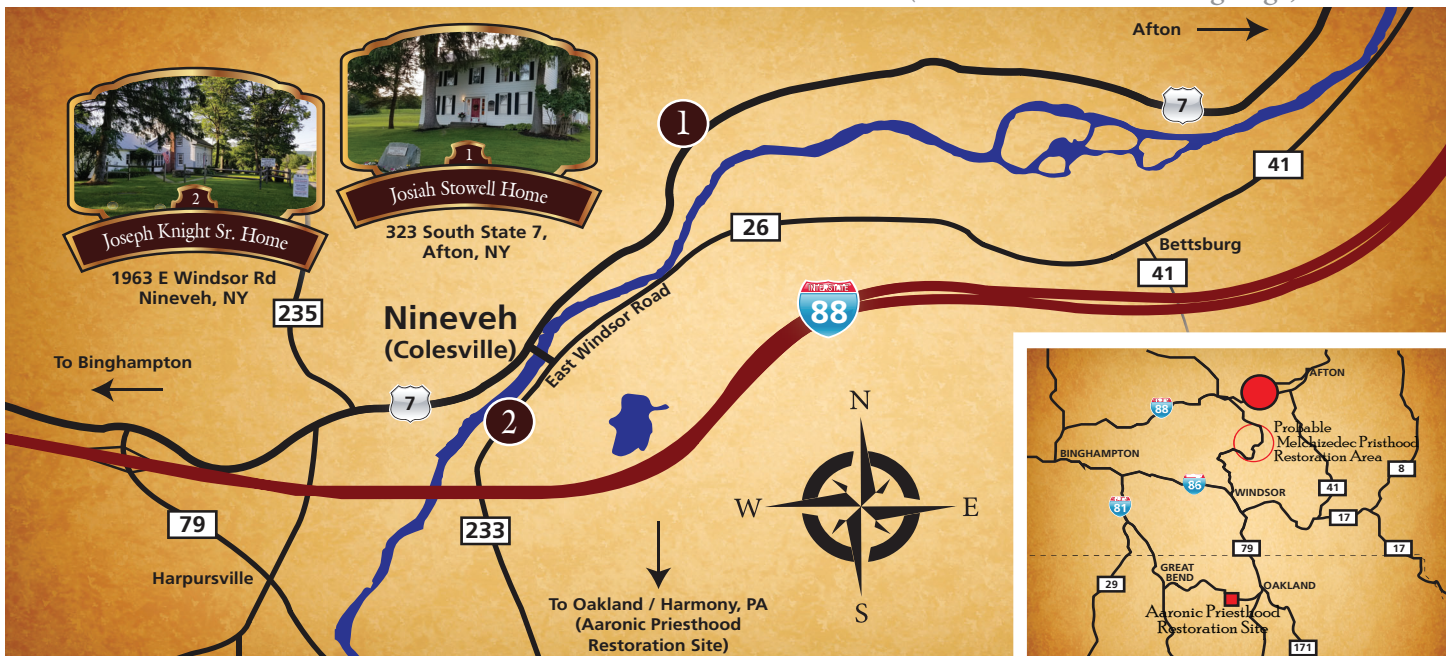 Afton
7
1
2
Joseph Knight Sr. Home
1963 E Windsor Rd
Nineveh, NY
1
Josiah Stowell Home
323 South State 7,
Afton, NY
41
26
Bettsburg
41
INTERSTATE
88
235
Nineveh
(Colesville)
East Windsor Road
To Binghampton
7
2
79
233
Harpursville
To Oakland / Harmony, PA
(Aaronic Priesthood
Restoration Site)
N
W
E
S
AFTON
88
Probable
Melchizedec Pristhood
Restoration Area
BINGHAMPTON
8
86
WINDSOR
41
81
17
17
79
GREAT
BEND
29
OAKLAND
Aaronic Priesthood
Restoration Site
171